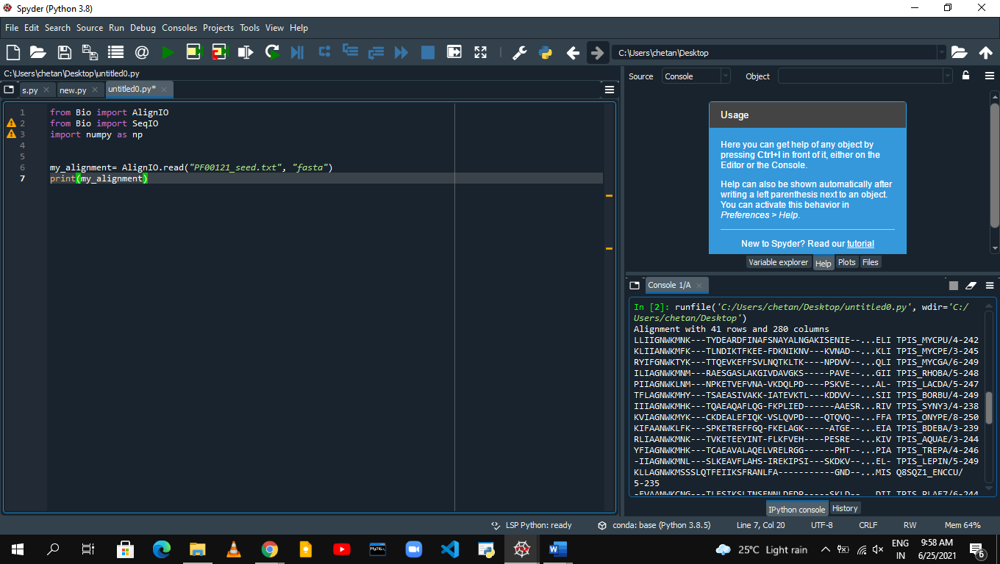 Spyder (Python 3.8)
File Edit Search Source Run Debug Consoles Projects Tools View Help
C:\Users\chetan\Desktop
C:\Users\chetan\Desktop\untitled0.py
s.py
new.py
untitled0.py*
1 from Bio import AlignIO
2 from Bio import SeqIO
3 import numpy as np
4
5
6 my_alignment= AlignIO.read("PF00121_seed.txt", "fasta")
7 print(my_alignment)
Source Console Object
Usage
Here you can get help of any object by
pressing Ctrl+I in front of it, either on the
Editor or the Console.
Help can also be shown automatically after
writing a left parenthesis next to an object.
You can activate this behavior in
Preferences > Help.
New to Spyder? Read our tutorial
Variable explorer Help Plots Files
Console 1/A
In [2]: runfile('C:/Users/chetan/Desktop/untitled0.py', wdir='C:/
Users/chetan/Desktop')
Alignment with 41 rows and 280 columns
LLIIGNWKMNK---TYDEARDFINAFSNAYALNGAKISENIE--...ELI TPIS_MYCPU/4-242
KLIIANWKMFK---TLNDIKTFKEE-FDKNIKNV---KVNAD--...KLI TPIS_MYCPE/3-245
RYIFGNWKTYK---TTQEVKEFFSVLNQTKLTK----NPDVV--...QLI TPIS_MYCGA/6-249
ILIAGNWKMNM---RAESGASLAKGIVDAVGKS-----PAVE--...GII TPIS_RHOBA/5-248
PIIAGNWKLNM---NPKETVEFVNA-VKDQLPD----PSKVE--...AL- TPIS_LACDA/5-247
TFLAGNWKMHY---TSAEASIVAKK-IATEVKTL---KDDVV--...SII TPIS_BORBU/4-249
IIIAGNWKMHK---TQAEAQAFLQG-FKPLIED------AAESR...RIV TPIS_SYNY3/4-238
KVIAGNWKMYK---CKDEALEFIQK-VSLQVPD----QTQVQ--...FFA TPIS_ONYPE/8-250
KIFAANWKLFK---SPKETREFFGQ-FKELAGK-----ATGE--...EIA TPIS_BDEBA/3-239
RLIAANWKMNK---TVKETEEYINT-FLKFVEH----PESRE--...KIV TPIS_AQUAE/3-244
YFIAGNWKMHK---TCAEAVALAQELVRELRGG------PHT--...PIA TPIS_TREPA/4-246
-IIAGNWKMNL---SLKEAVFLAHS-IREKIPSI---SKDKV--...EL- TPIS_LEPIN/5-249
KLLAGNWKMSSSLQTFEIIKSFRANLFA-----------GND--...MIS Q8SQZ1_ENCCU/
5-235
IPython console History
LSP Python: ready conda: base (Python 3.8.5) Line 7, Col 20 UTF-8 CRLF RW Mem 64%
25°C Light rain
ENG
IN
9:58 AM
6/25/2021
6